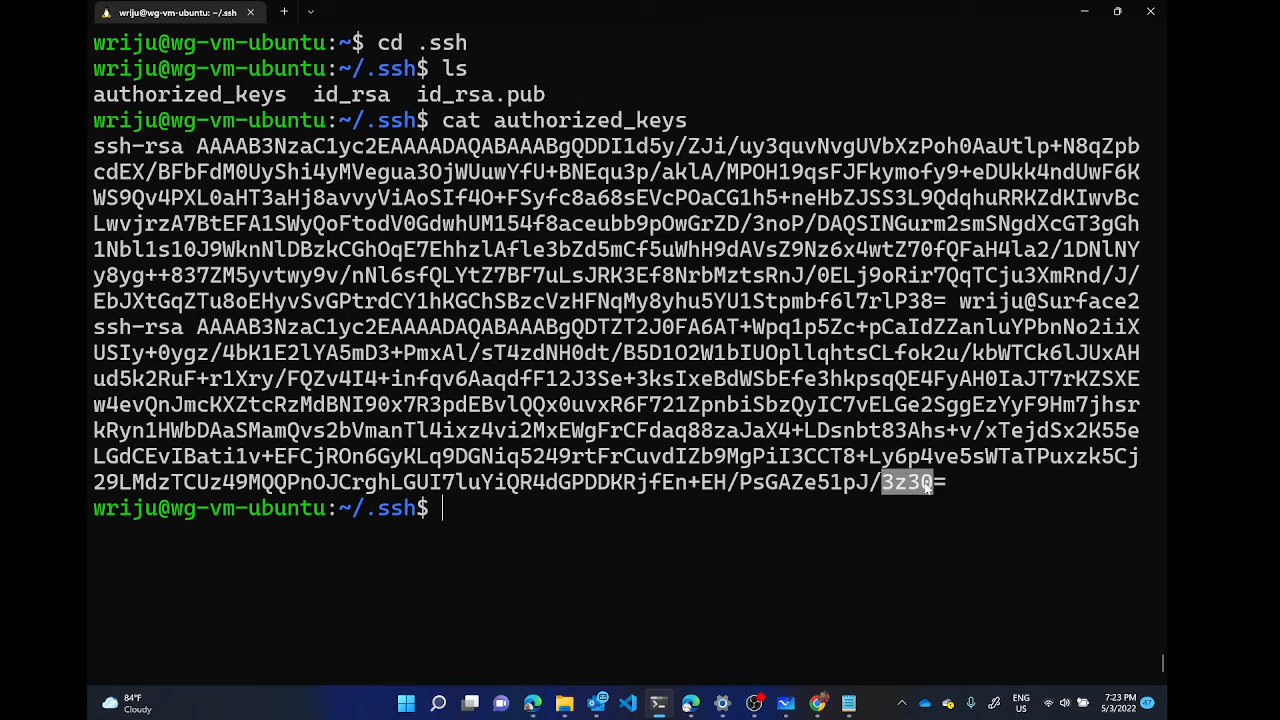 wriju@wg-vm-ubuntu: ~/.ssh
wriju@wg-vm-ubuntu:~$ cd .ssh
wriju@wg-vm-ubuntu:~/.ssh$ ls
authorized_keys  id_rsa  id_rsa.pub
wriju@wg-vm-ubuntu:~/.ssh$ cat authorized_keys
ssh-rsa AAAAB3NzaC1yc2EAAAADAQABAAABgQDDI1d5y/ZJi/uy3quvNvgUVbXzPoh0AaUtlp+N8qZpb
cdEX/BFbFdM0UyShi4yMVegua3OjWUuwYfU+BNEqu3p/aklA/MPOH19qsFJFkymofy9+eDUkk4ndUwF6K
WS9Qv4PXL0aHT3aHj8avvyViAoSIf4O+FSyfc8a68sEVcPOaCG1h5+neHbZJSS3L9QdqhuRRKZdKIwvBc
LwvjrzA7BtEFA1SWyQoFtodV0GdwhUM154f8aceubb9pOwGrZD/3noP/DAQSINGurm2smSNgdXcGT3gGh
1Nbl1s10J9WknNlDBzkCGhOqE7EhhzlAfle3bZd5mCf5uWhH9dAVsZ9Nz6x4wtZ70fQFaH4la2/1DNlNY
y8yg++837ZM5yvtwy9v/nNl6sfQLYtZ7BF7uLsJRK3Ef8NrbMztsRnJ/0ELj9oRir7QqTCju3XmRnd/J/
EbJXtGqZTu8oEHyvSvGPtrdCY1hKGChSBzcVzHFNqMy8yhu5YU1Stpmbf6l7rlP38= wriju@Surface2
ssh-rsa AAAAB3NzaC1yc2EAAAADAQABAAABgQDTZT2J0FA6AT+Wpq1p5Zc+pCaIdZZanluYPbnNo2iiX
USIy+0ygz/4bK1E2lYA5mD3+PmxAl/sT4zdNH0dt/B5D1O2W1bIUOpllqhtsCLfok2u/kbWTCk6lJUxAH
ud5k2RuF+r1Xry/FQZv4I4+infqv6AaqdfF12J3Se+3ksIxeBdWSbEfe3hkpsqQE4FyAH0IaJT7rKZSXE
w4evQnJmcKXZtcRzMdBNI90x7R3pdEBvlQQx0uvxR6F721ZpnbiSbzQyIC7vELGe2SggEzYyF9Hm7jhsr
kRyn1HWbDAaSMamQvs2bVmanTl4ixz4vi2MxEWgFrCFdaq88zaJaX4+LDsnbt83Ahs+v/xTejdSx2K55e
LGdCEvIBati1v+EFCjROn6GyKLq9DGNiq5249rtFrCuvdIZb9MgPiI3CCT8+Ly6p4ve5sWTaTPuxzk5Cj
29LMdzTCUz49MQQPnOJCrghLGUI7luYiQR4dGPDDKRjfEn+EH/PsGAZe51pJ/3z3Q=
wriju@wg-vm-ubuntu:~/.ssh$
84°F
Cloudy
ENG
US
7:23 PM
5/3/2022
47